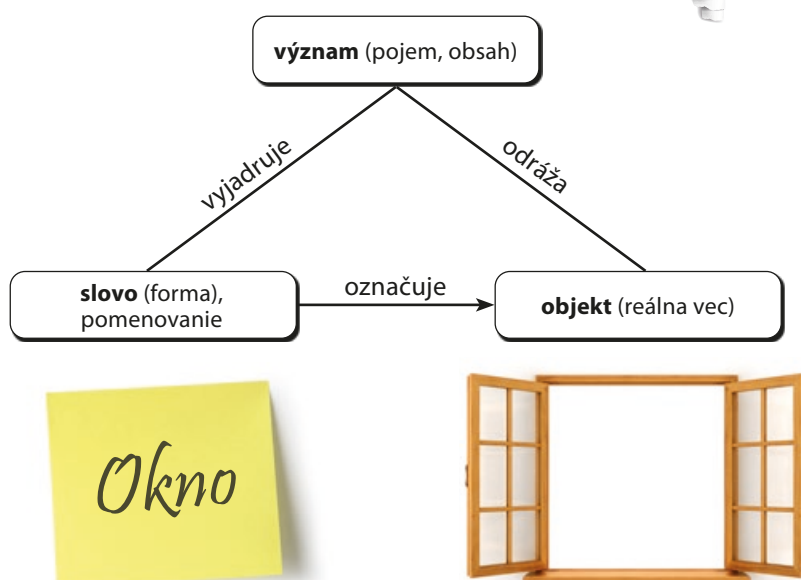 význam (pojem, obsah)
vyjadruje
odráža
slovo (forma),
pomenovanie
označuje
objekt (reálna vec)
Okno